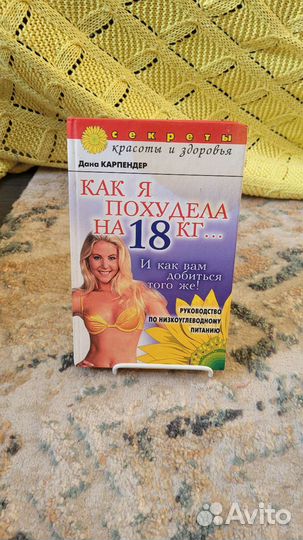 секреты
красоты и здоровья
Дана КАРПЕНДЕР
КАК Я
ПОХУДЕЛА
НА 18 КГ...
И как вам
добиться
того же!
РУКОВОДСТВО
ПО НИЗКОУГЛЕВОДНОМУ
ПИТАНИЮ
Avito